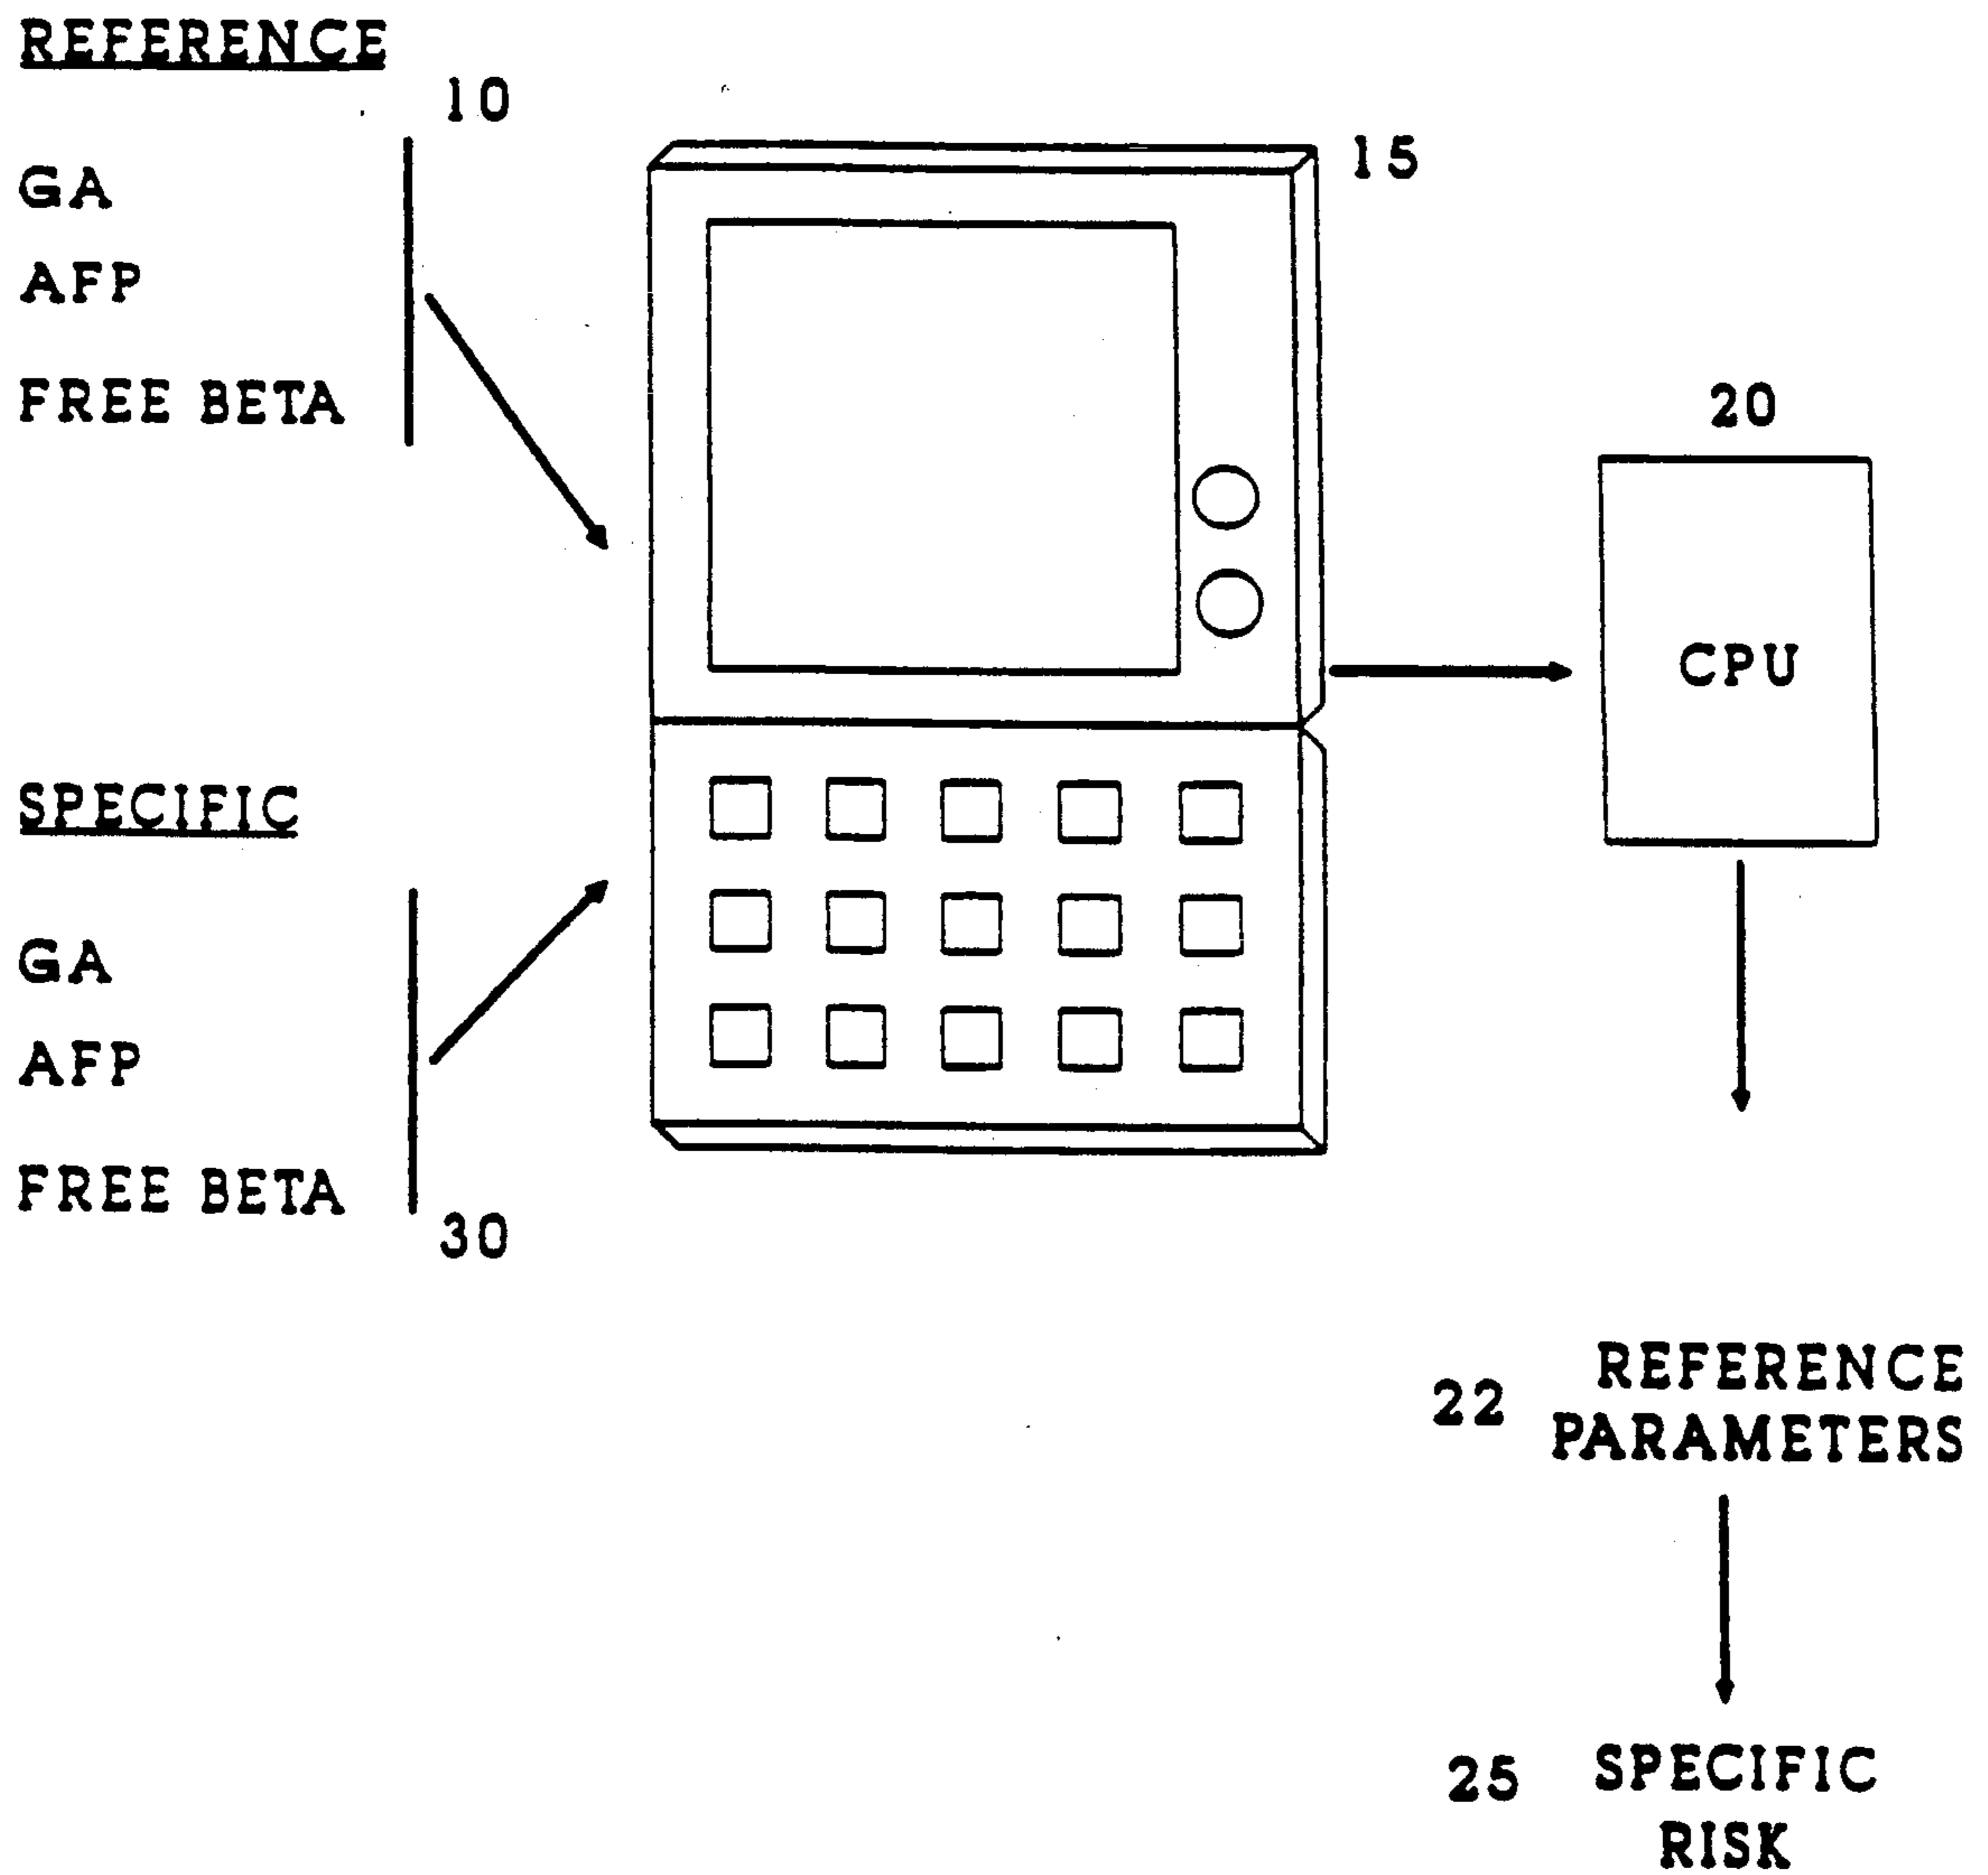 REFERENCE
10
GA
AFP
FREE BETA
15
20
CPU
SPECIFIC
GA
AFP
FREE BETA
30
22
REFERENCE
PARAMETERS
25
SPECIFIC
RISK